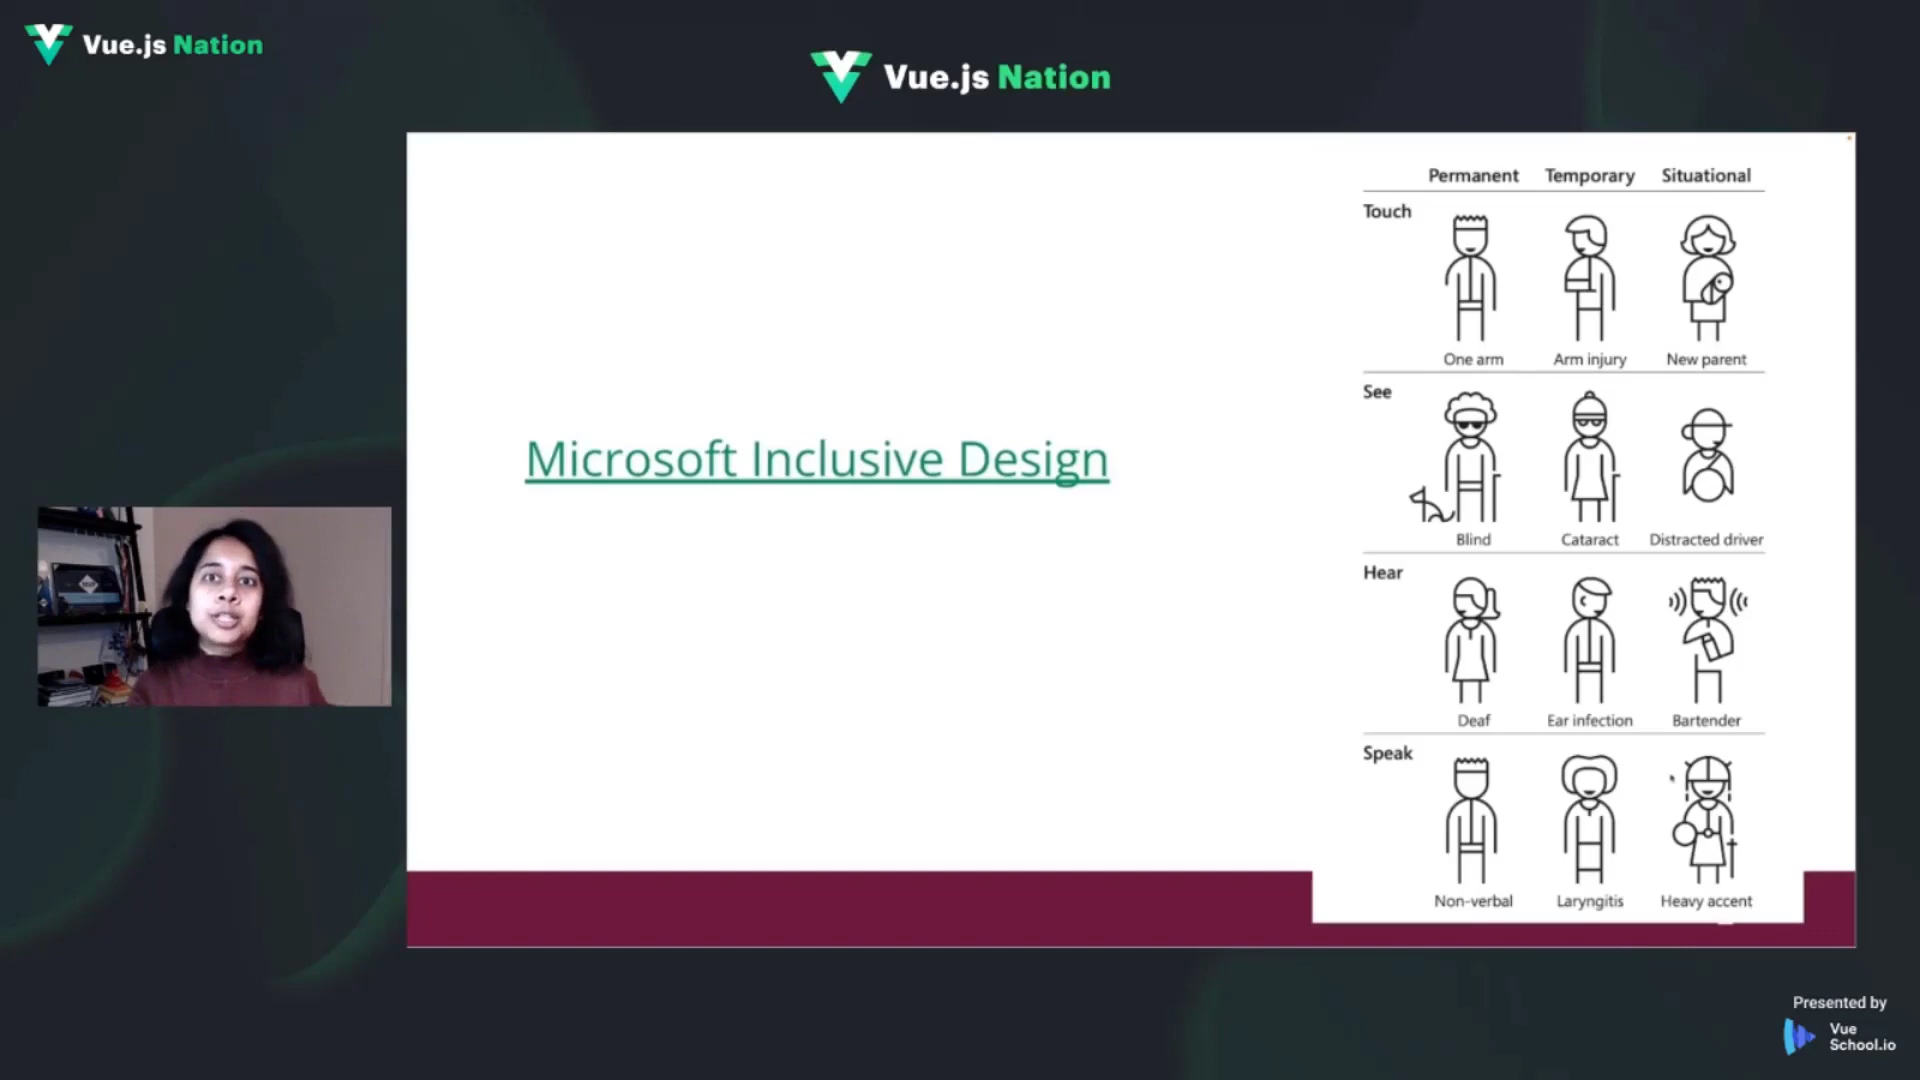 Vue.js Nation
Vue.js Nation
Microsoft Inclusive Design
Permanent Temporary Situational
Touch
One arm Arm injury New parent
See
Blind Cataract Distracted driver
Hear
Deaf Ear infection Bartender
Speak
Non-verbal Laryngitis Heavy accent
Presented by
Vue
School.io